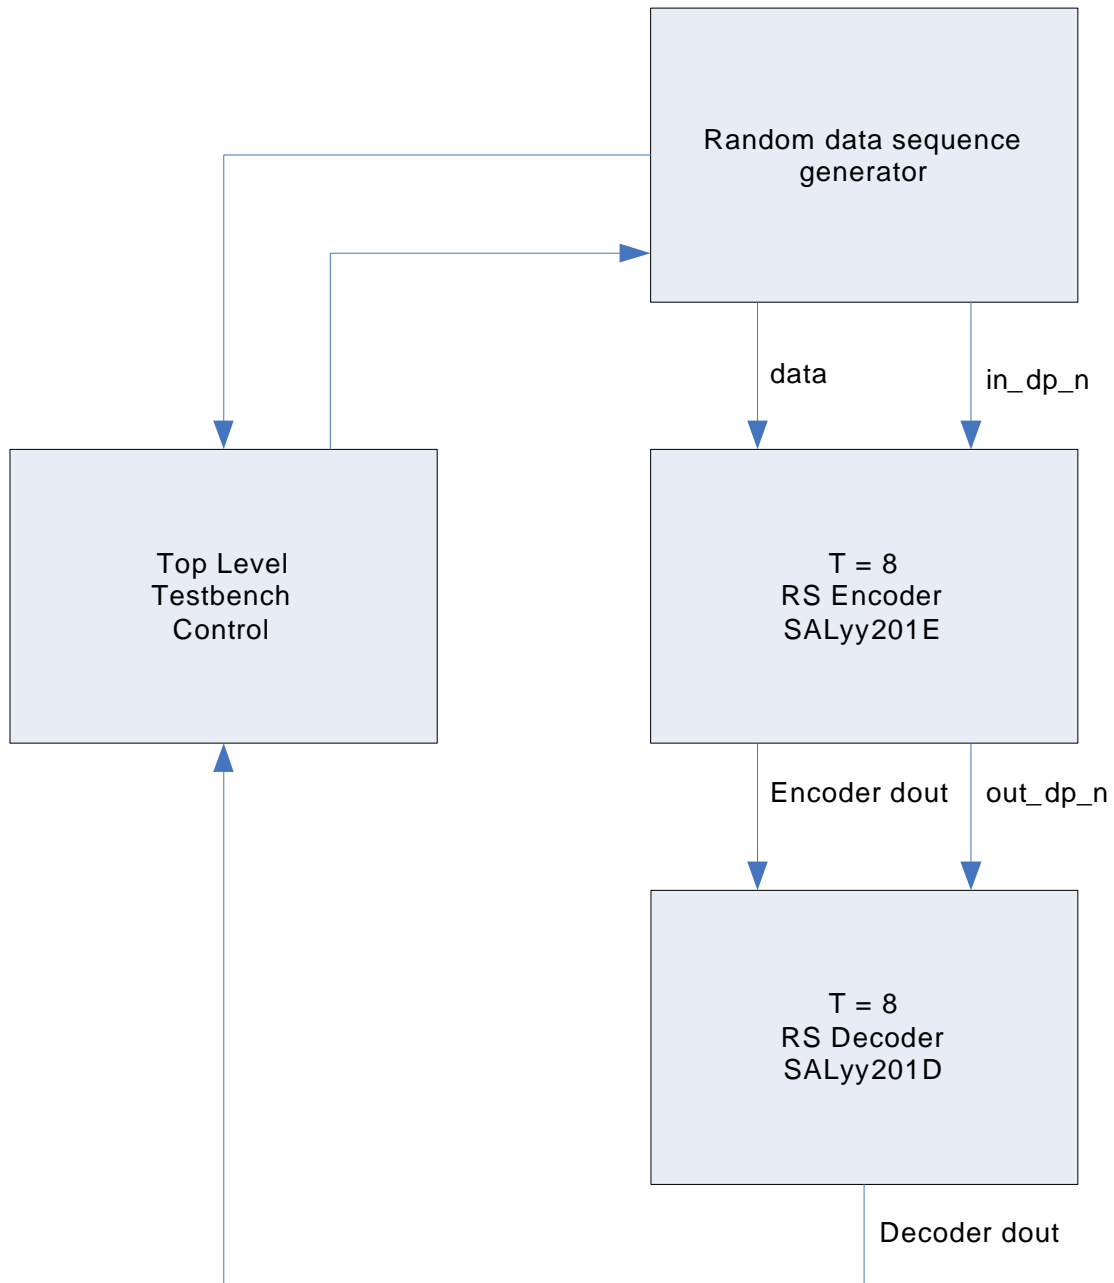 Random data sequence
generator
data
in_dp_n
Top Level
Testbench
Control
T = 8
RS Encoder
SALyy201E
Encoder dout
out_dp_n
T = 8
RS Decoder
SALyy201D
Decoder dout